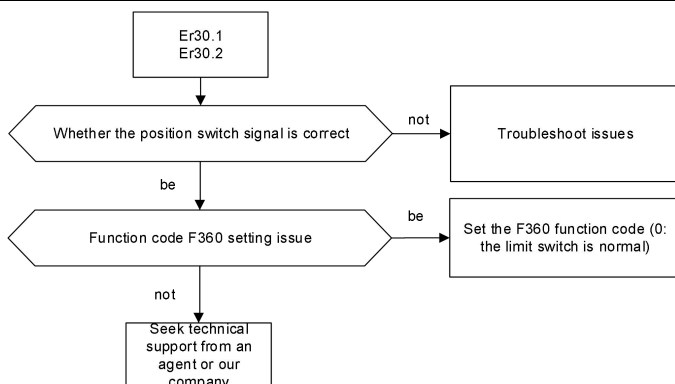 Er30.1
Er30.2
Whether the position switch signal is correct
not
Troubleshoot issues
be
Function code F360 setting issue
be
Set the F360 function code (0:
the limit switch is normal)
not
Seek technical
support from an
agent or our
company